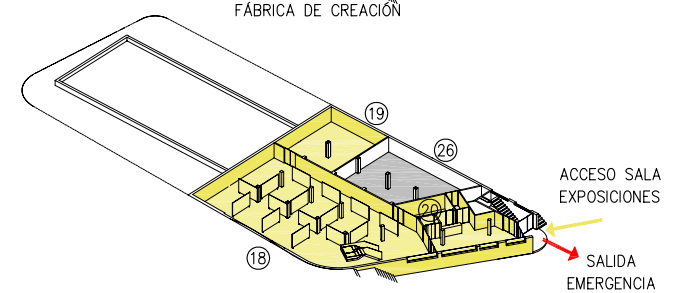 FÁBRICA DE CREACIÓN
19
26
ACCESO SALA
EXPOSICIONES
20
18
SALIDA
EMERGENCIA